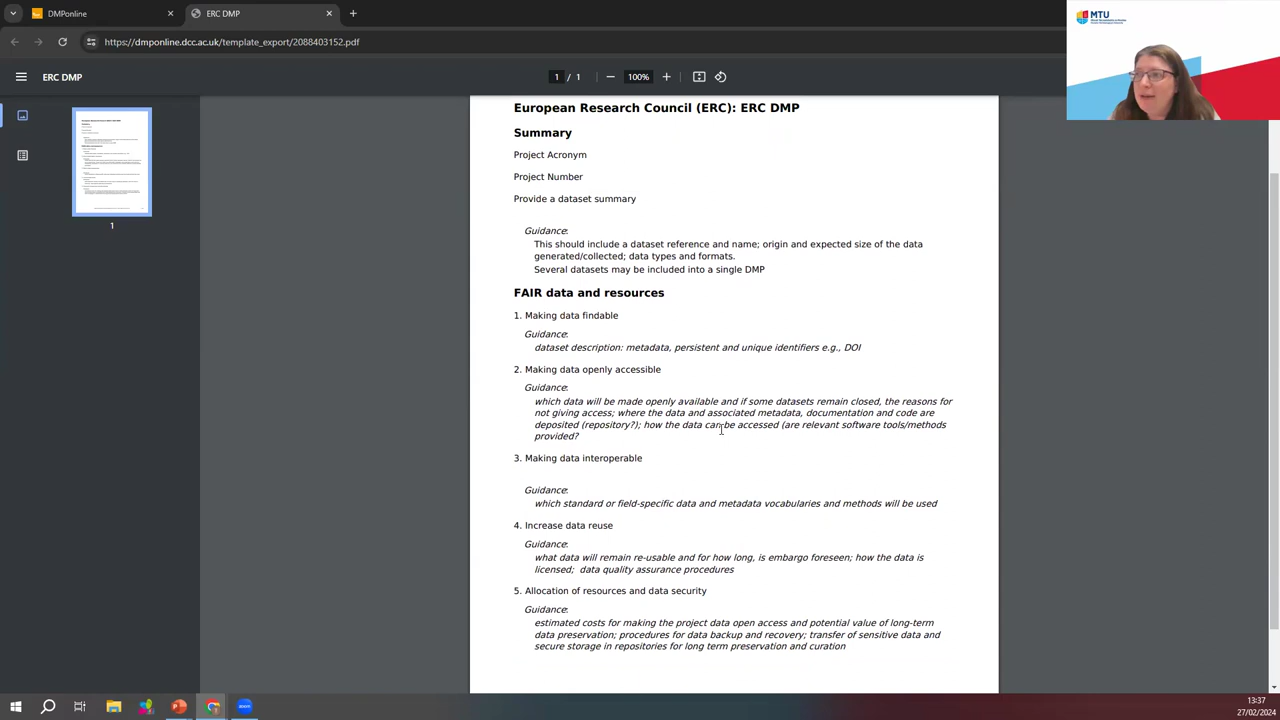 DMPonline
ERC DMP
https://dmponline.dcc.ac.uk/template_export/2088403152.pdf
MTU
ERC DMP
1 / 1
100%
European Research Council (ERC): ERC DMP
Summary
Project Acronym
Project Number
Provide a dataset summary
Guidance:
This should include a dataset reference and name; origin and expected size of the data
generated/collected; data types and formats.
Several datasets may be included into a single DMP
FAIR data and resources
1. Making data findable
Guidance:
dataset description: metadata, persistent and unique identifiers e.g., DOI
2. Making data openly accessible
Guidance:
which data will be made openly available and if some datasets remain closed, the reasons for
not giving access; where the data and associated metadata, documentation and code are
deposited (repository?); how the data can be accessed (are relevant software tools/methods
provided?
3. Making data interoperable
Guidance:
which standard or field-specific data and metadata vocabularies and methods will be used
4. Increase data reuse
Guidance:
what data will remain re-usable and for how long, is embargo foreseen; how the data is
licensed; data quality assurance procedures
5. Allocation of resources and data security
Guidance:
estimated costs for making the project data open access and potential value of long-term
data preservation; procedures for data backup and recovery; transfer of sensitive data and
secure storage in repositories for long term preservation and curation
1
zoom
13:37
27/02/2024